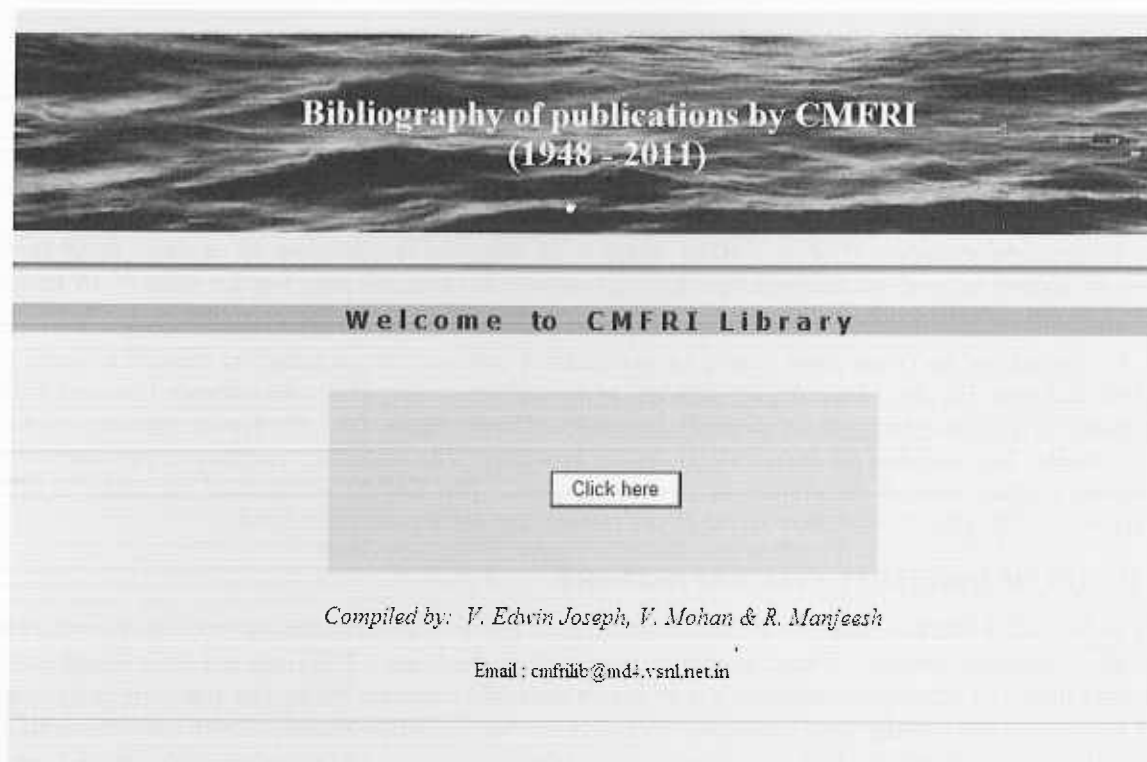 Bibliography of publications by CMFRI
(1948 - 2011)
Welcome to CMFRI Library
Click here
Compiled by: V. Edwin Joseph, V. Mohan & R. Manjeesh
Email : cmfrilib@md4.vsnl.net.in